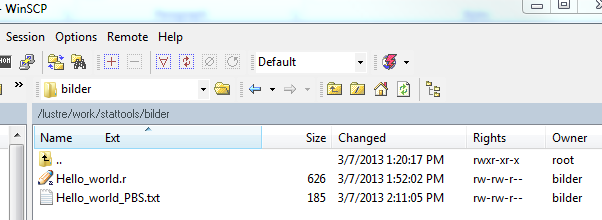 - WinSCP
Session Options Remote Help
Default
» bilder
/lustre/work/stattools/bilder
Name Ext Size Changed Rights Owner
.. 3/7/2013 1:20:17 PM rwxr-xr-x root
Hello_world.r 626 3/7/2013 1:52:02 PM rw-rw-r-- bilder
Hello_world_PBS.txt 185 3/7/2013 2:11:05 PM rw-rw-r-- bilder